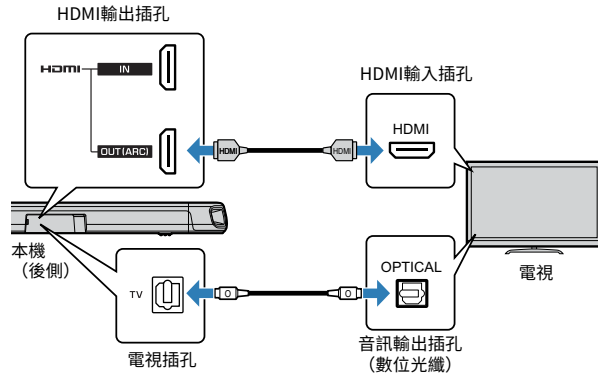 HDMI輸出插孔
HDMI IN
OUT(ARC)
HDMI HDMI
HDMI輸入插孔
HDMI
本機
（後側）
TV
電視插孔
OPTICAL
音訊輸出插孔
（數位光纖）
電視